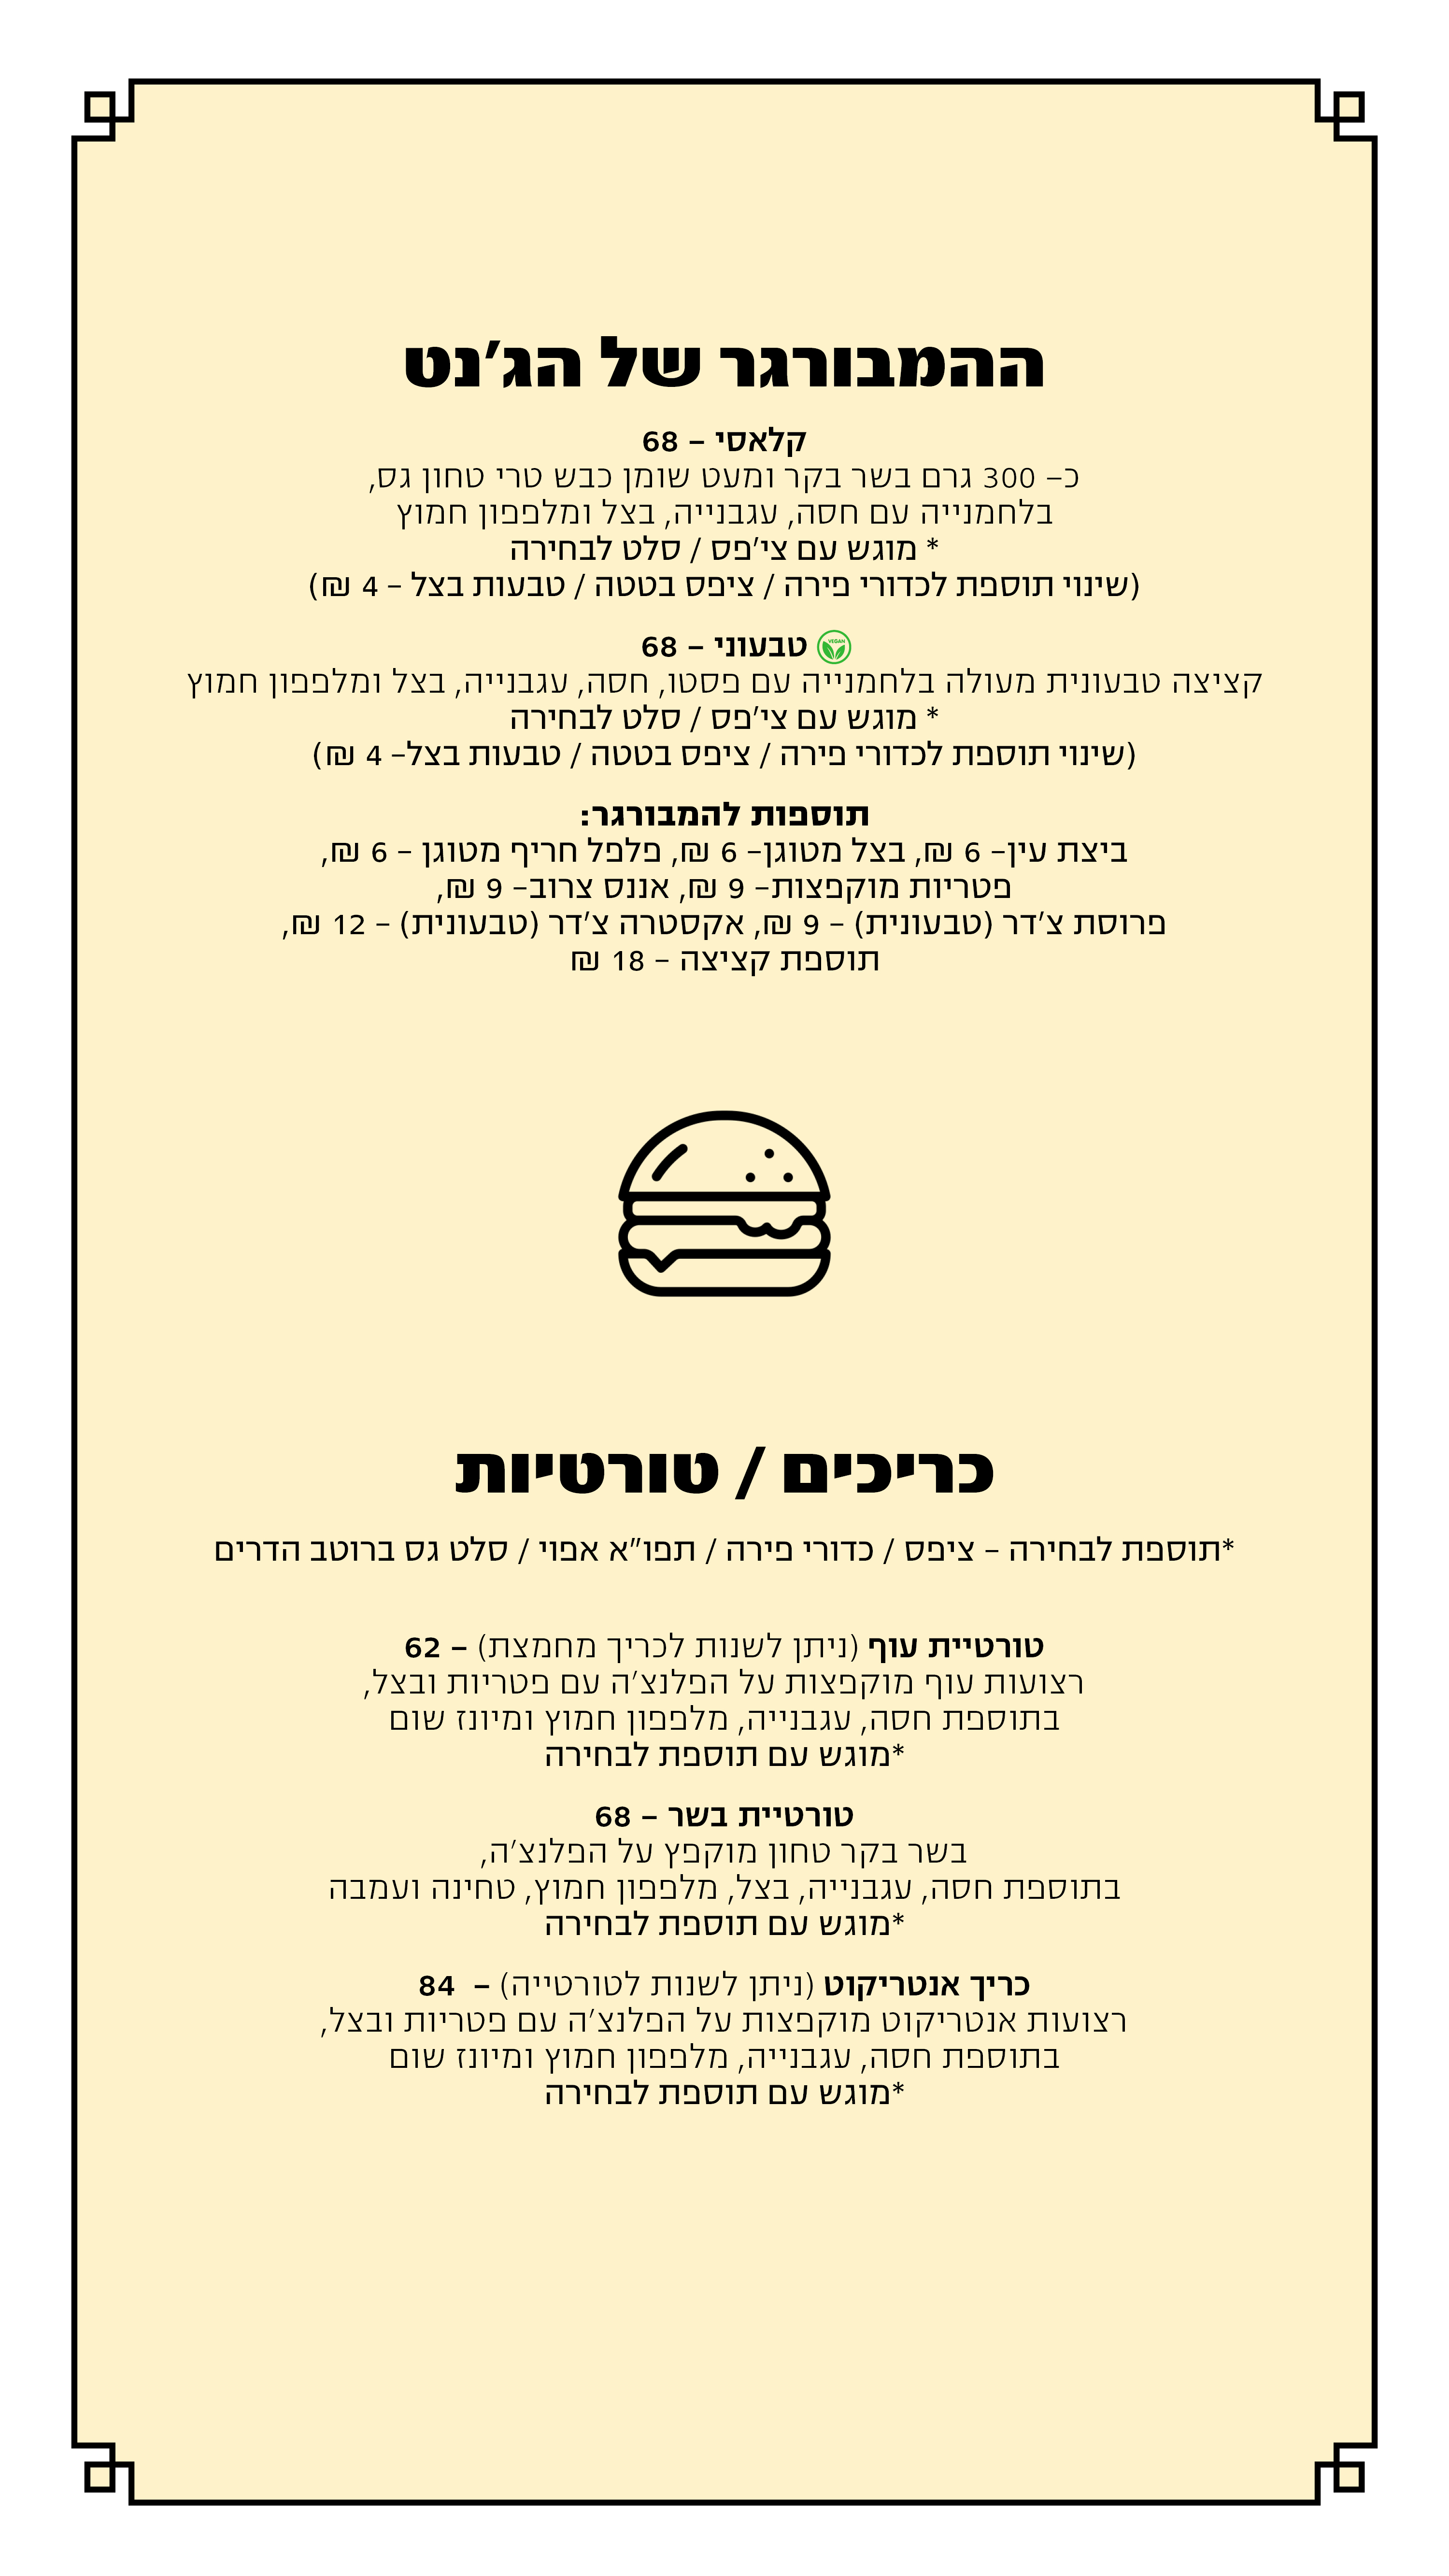 ההמבורגר של הג'נט
קלאסי – 68
כ– 300 גרם בשר בקר ומעט שומן כבש טרי טחון גס,
בלחמנייה עם חסה, עגבנייה, בצל ומלפפון חמוץ
* מוגש עם צי'פס / סלט לבחירה
(שינוי תוספת לכדורי פירה / ציפס בטטה / טבעות בצל – 4 ₪)
VEGAN טבעוני – 68
קציצה טבעונית מעולה בלחמנייה עם פסטו, חסה, עגבנייה, בצל ומלפפון חמוץ
* מוגש עם צי'פס / סלט לבחירה
(שינוי תוספת לכדורי פירה / ציפס בטטה / טבעות בצל– 4 ₪)
תוספות להמבורגר:
ביצת עין– 6 ₪, בצל מטוגן– 6 ₪, פלפל חריף מטוגן – 6 ₪,
פטריות מוקפצות– 9 ₪, אננס צרוב– 9 ₪,
פרוסת צ'דר (טבעונית) – 9 ₪, אקסטרה צ'דר (טבעונית) – 12 ₪,
תוספת קציצה – 18 ₪
כריכים / טורטיות
*תוספת לבחירה – ציפס / כדורי פירה / תפו"א אפוי / סלט גס ברוטב הדרים
טורטיית עוף (ניתן לשנות לכריך מחמצת) – 62
רצועות עוף מוקפצות על הפלנצ'ה עם פטריות ובצל,
בתוספת חסה, עגבנייה, מלפפון חמוץ ומיונז שום
*מוגש עם תוספת לבחירה
טורטיית בשר – 68
בשר בקר טחון מוקפץ על הפלנצ'ה,
בתוספת חסה, עגבנייה, בצל, מלפפון חמוץ, טחינה ועמבה
*מוגש עם תוספת לבחירה
כריך אנטריקוט (ניתן לשנות לטורטייה) – 84
רצועות אנטריקוט מוקפצות על הפלנצ'ה עם פטריות ובצל,
בתוספת חסה, עגבנייה, מלפפון חמוץ ומיונז שום
*מוגש עם תוספת לבחירה